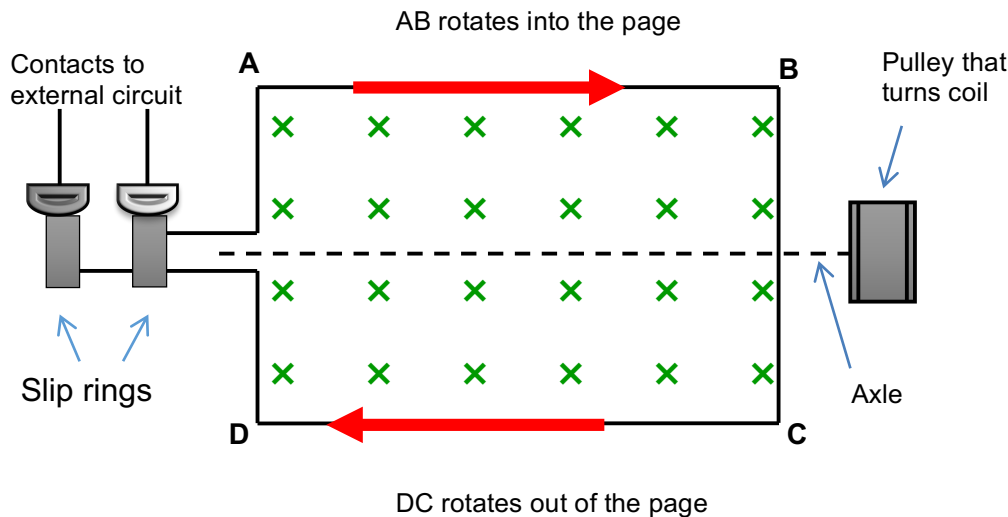 AB rotates into the page
Contacts to
external circuit
A
B
Pulley that
turns coil
Slip rings
Axle
D
C
DC rotates out of the page